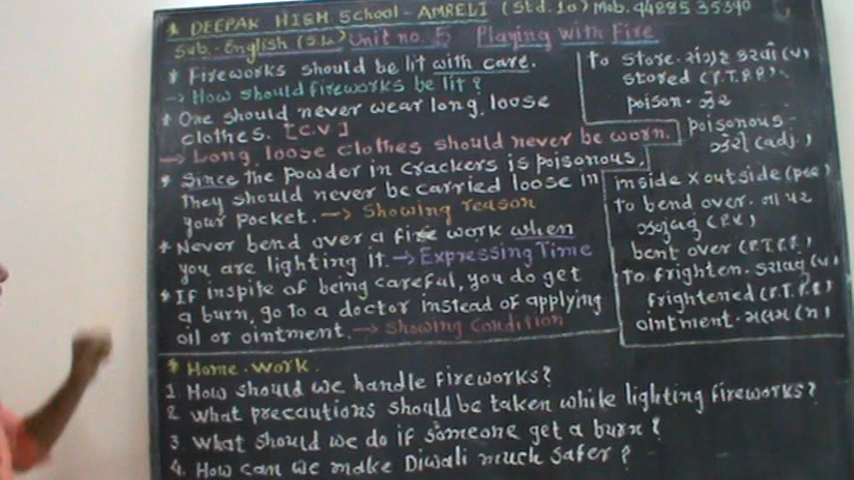 * DEEPAK HIGH School - AMRELI (Std. 10) Mob. 94285 35390
Sub.-English (S.L.) Unit no. 5 Playing with Fire
* Fireworks should be lit with care.
→ How should fireworks be lit?
* One should never wear long, loose
clothes. [C.V]
→ Long, loose clothes should never be worn.
* Since the powder in crackers is poisonous,
they should never be carried loose in
your pocket. → Showing reason
* Never bend over a fire work when
you are lighting it. → Expressing Time
* If inspite of being careful, you do get
a burn, go to a doctor instead of applying
oil or ointment. → Showing Condition
to store. સંગ્રહ કરવો (v)
stored (P.T.P.P.)
poison. ઝેર
poisonous -
ઝેરી (adj.)
inside x outside
to bend over. ના પર
ઝૂકવું
bent over (P.T.P.P.)
To frighten. ડરાવવું (v)
frightened (P.T.P.P)
ointment. મલમ (n)
* Home-Work.
1 How should we handle fireworks?
2 What precautions should be taken while lighting fireworks?
3 What should we do if someone get a burn?
4. How can we make Diwali much safer?